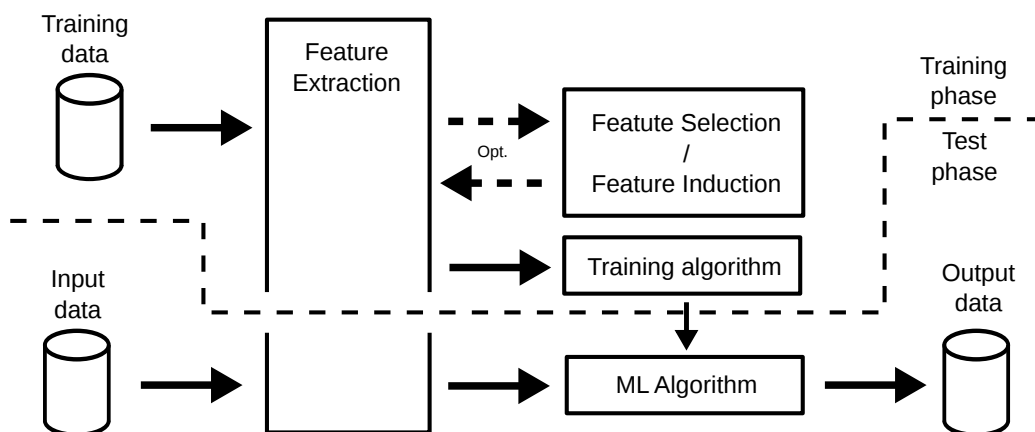 Training
data
Feature
Extraction
Featute Selection
/
Feature Induction
Opt.
Training
phase
Test
phase
Training algorithm
Input
data
Output
data
ML Algorithm